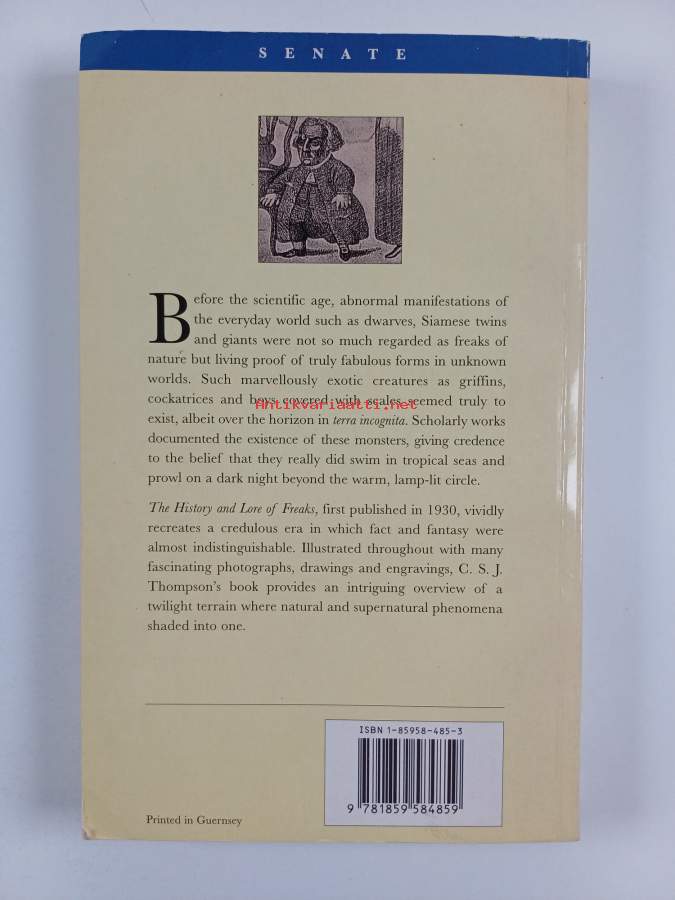 SENATE
Before the scientific age, abnormal manifestations of
the everyday world such as dwarves, Siamese twins
and giants were not so much regarded as freaks of
nature but living proof of truly fabulous forms in unknown
worlds. Such marvellously exotic creatures as griffins,
cockatrices and boys covered with scales seemed truly to
Antikvariaatti.net
exist, albeit over the horizon in terra incognita. Scholarly works
documented the existence of these monsters, giving credence
to the belief that they really did swim in tropical seas and
prowl on a dark night beyond the warm, lamp-lit circle.
The History and Lore of Freaks, first published in 1930, vividly
recreates a credulous era in which fact and fantasy were
almost indistinguishable. Illustrated throughout with many
fascinating photographs, drawings and engravings, C. S. J.
Thompson's book provides an intriguing overview of a
twilight terrain where natural and supernatural phenomena
shaded into one.
ISBN 1-85958-485-3
9 781859 584859
Printed in Guernsey